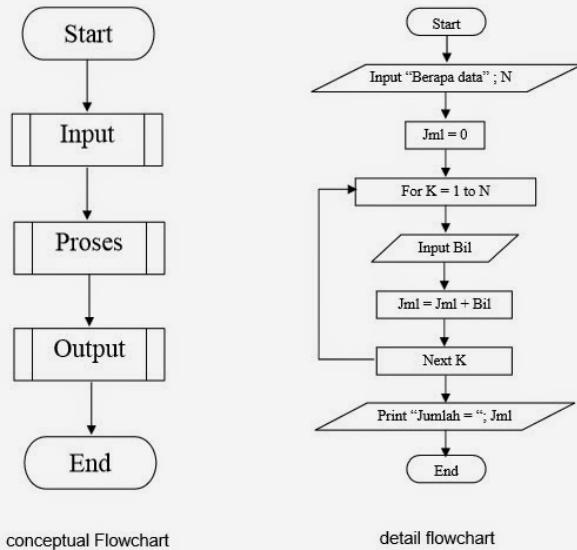 Start
Input
Proses
Output
End
conceptual Flowchart
Start
Input “Berapa data” ; N
Jml = 0
For K = 1 to N
Input Bil
Jml = Jml + Bil
Next K
Print “Jumlah = “; Jml
End
detail flowchart